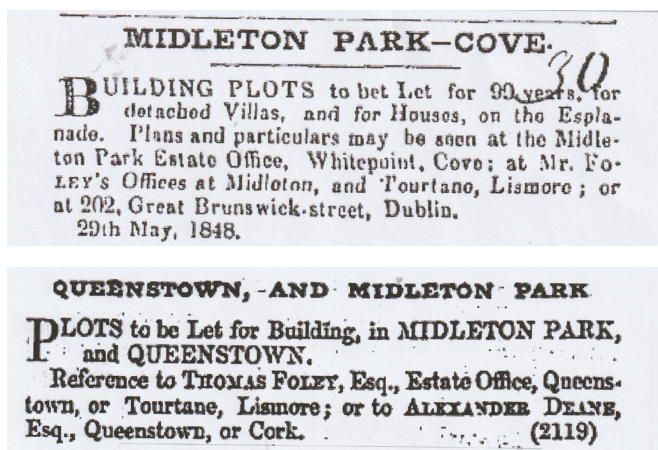 MIDLETON PARK—COVE.
30
BUILDING PLOTS to bet Let for 99 years, for
detached Villas, and for Houses, on the Espla-
nade. Plans and particulars may be seen at the Midle-
ton Park Estate Office, Whitepoint, Cove; at Mr. Fo-
LEY'S Offices at Midleton, and Tourtane, Lismore; or
at 202, Great Brunswick-street, Dublin.
29th May, 1848.
QUEENSTOWN, AND MIDLETON PARK
PLOTS to be Let for Building, in MIDLETON PARK,
and QUEENSTOWN.
Reference to THOMAS FOLEY, Esq., Estate Office, Queens-
town, or Tourtane, Lismore; or to ALEXANDER DEANE,
Esq., Queenstown, or Cork. (2119)